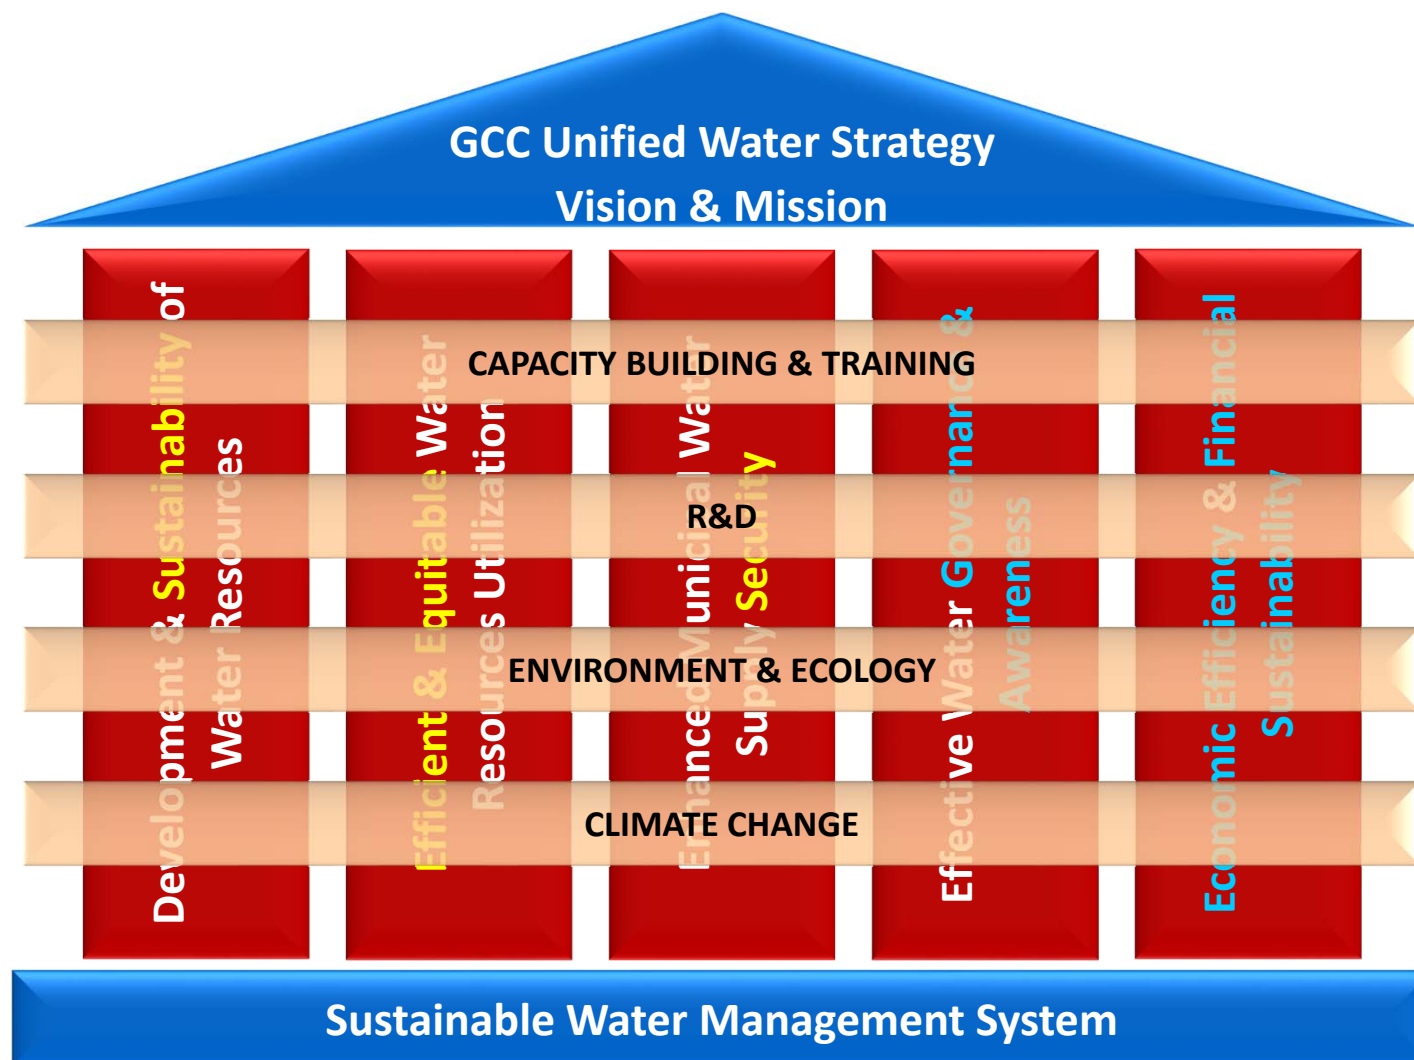 GCC Unified Water Strategy
Vision & Mission
Development & Sustainability of
Water Resources
Efficient & Equitable Water
Resources Utilization
Enhanced Municipal Water
Supply Security
Effective Water Governance &
Awareness
Economic Efficiency & Financial
Sustainability
CAPACITY BUILDING & TRAINING
R&D
ENVIRONMENT & ECOLOGY
CLIMATE CHANGE
Sustainable Water Management System